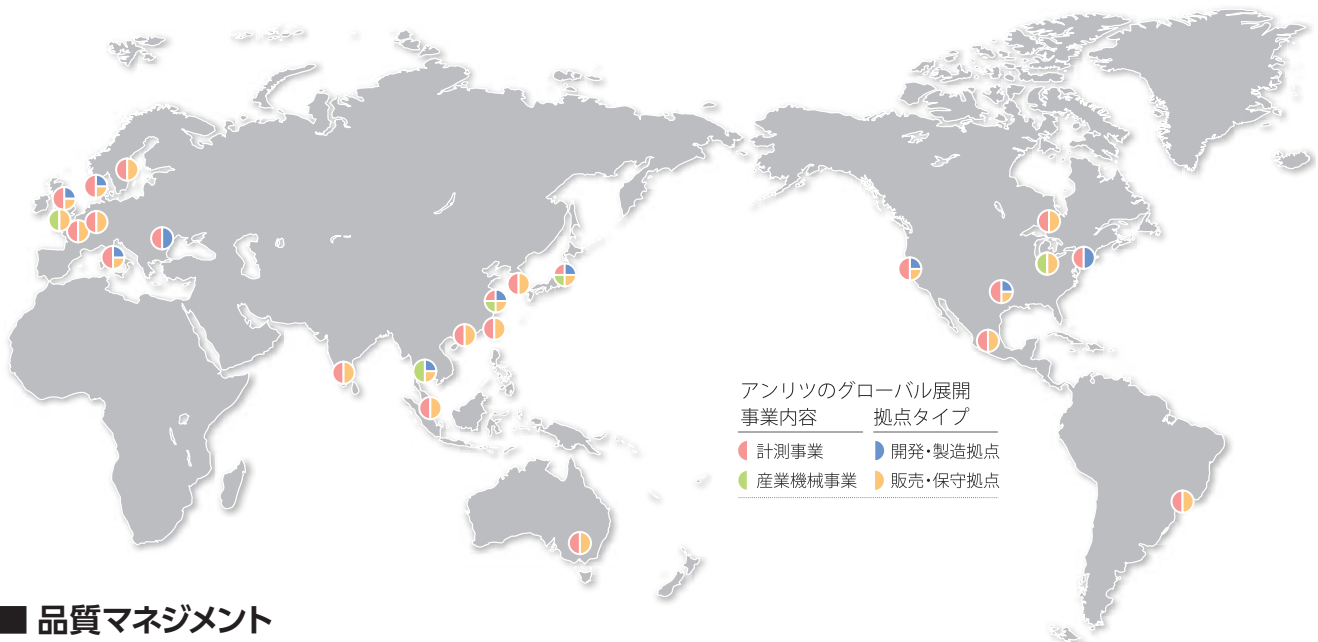 アンリツのグローバル展開
事業内容 拠点タイプ
計測事業 開発・製造拠点
産業機械事業 販売・保守拠点
■ 品質マネジメント